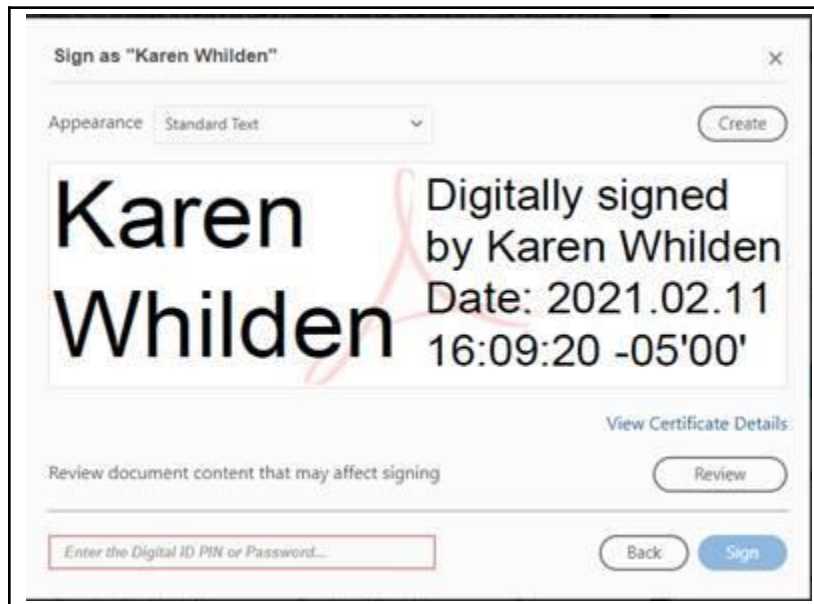 Sign as "Karen Whilden"
Appearance Standard Text Create
Karen
Whilden
Digitally signed
by Karen Whilden
Date: 2021.02.11
16:09:20 -05'00'
View Certificate Details
Review document content that may affect signing Review
Enter the Digital ID PIN or Password... Back Sign